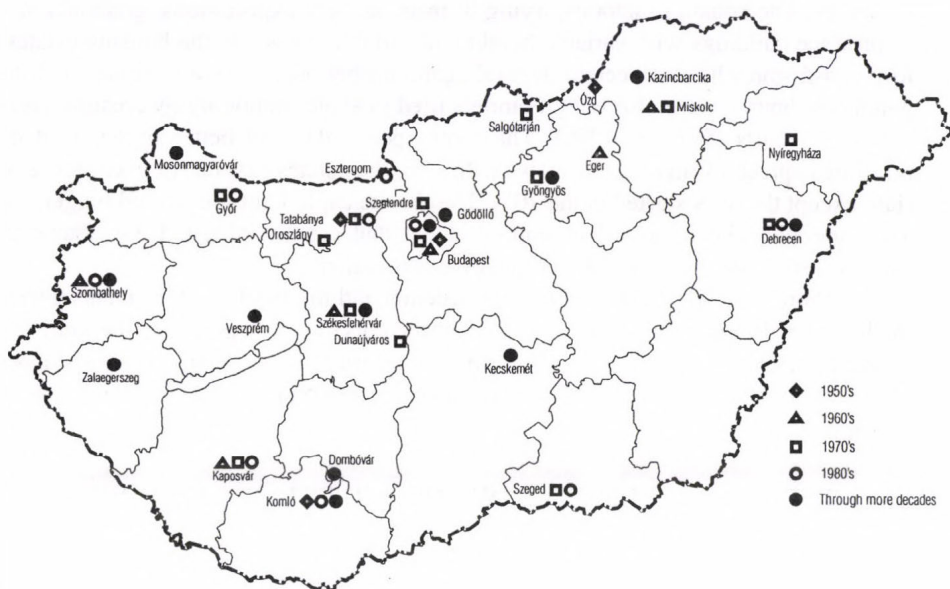 Ózd
Kazincbarcika
Miskolc
Salgótarján
Nyíregyháza
Mosonmagyaróvár
Esztergom
Eger
Gyöngyös
Győr
Szentendre
Tatabánya
Gödöllő
Oroszlány
Debrecen
Budapest
Szombathely
Veszprém
Székesfehérvár
Dunaújváros
Zalaegerszeg
Kecskemét
1950's
1960's
1970's
1980's
Through more decades
Kaposvár
Dombóvár
Komló
Szeged